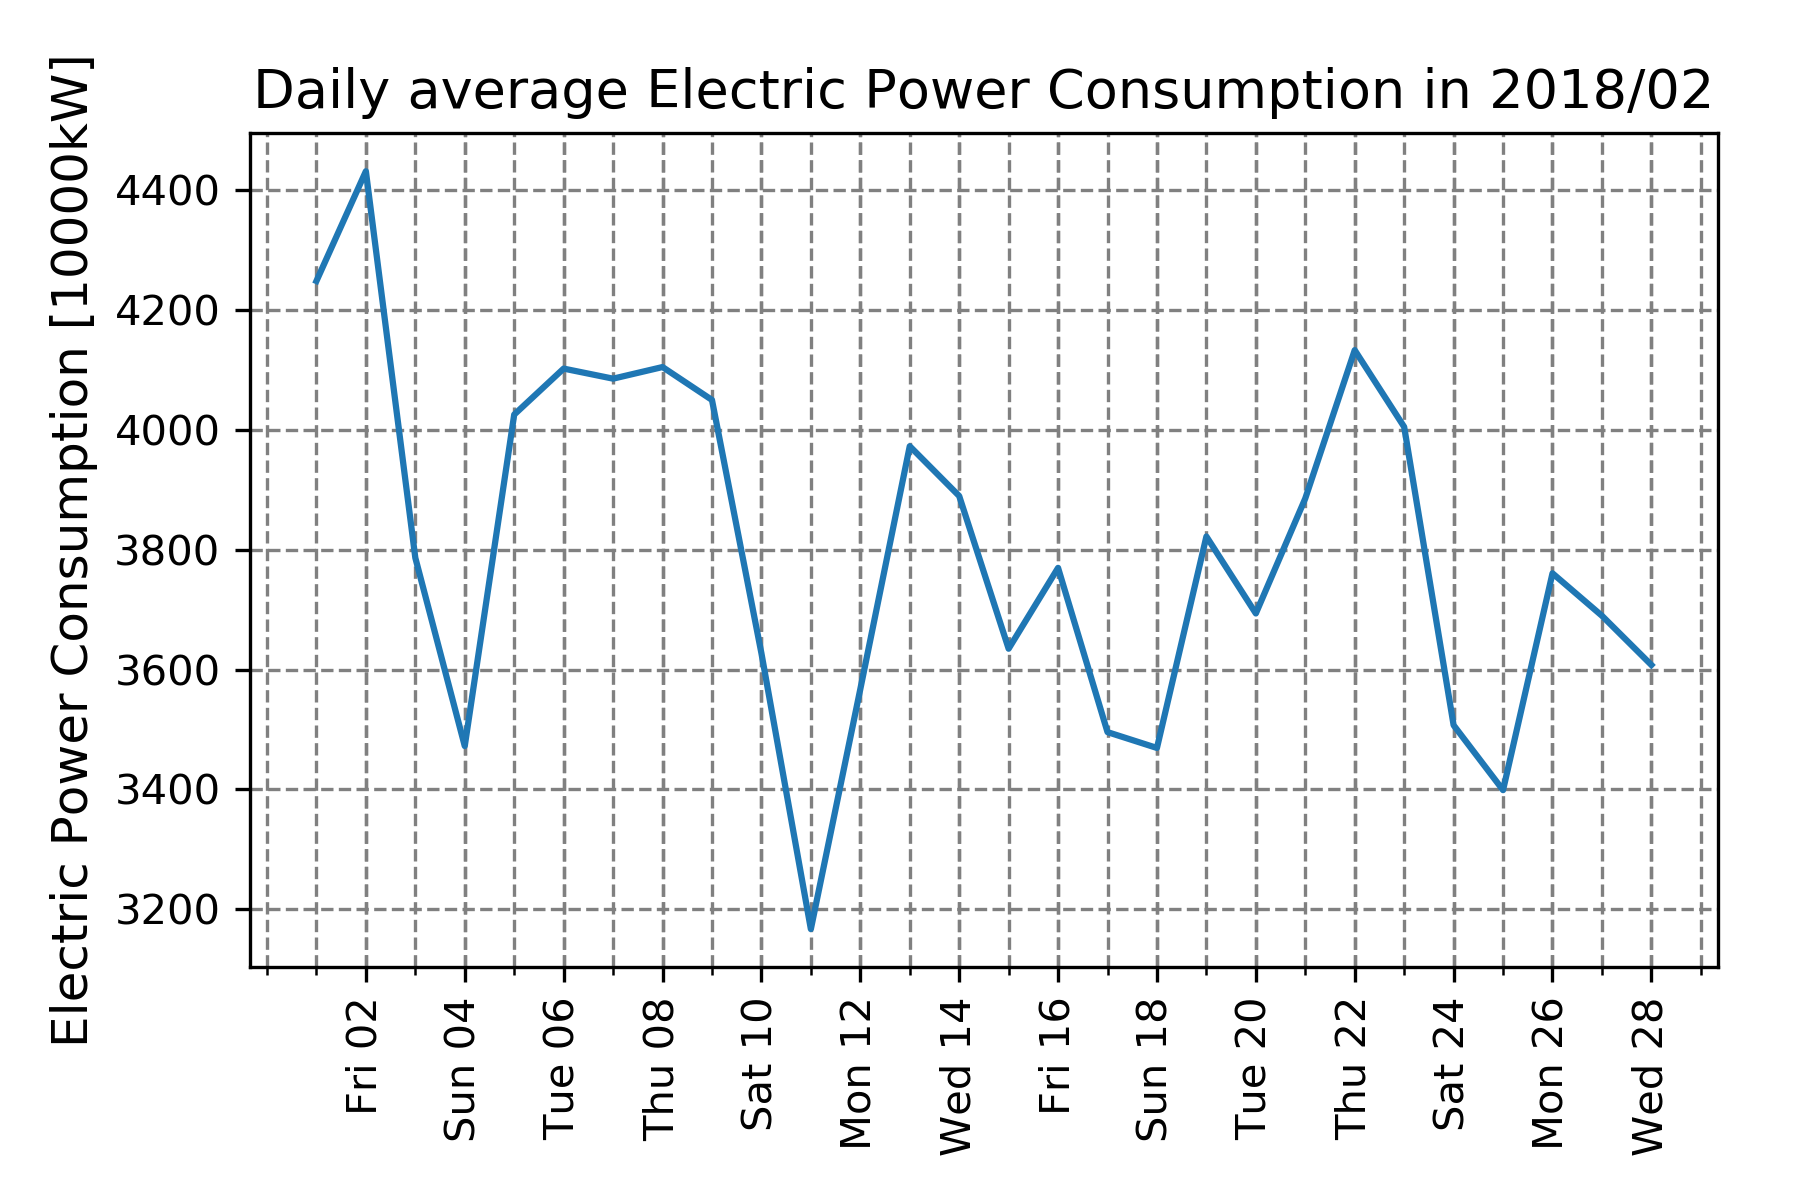 Daily average Electric Power Consumption in 2018/02
Electric Power Consumption [10000kW]
4400
4200
4000
3800
3600
3400
3200
Fri 02
Sun 04
Tue 06
Thu 08
Sat 10
Mon 12
Wed 14
Fri 16
Sun 18
Tue 20
Thu 22
Sat 24
Mon 26
Wed 28